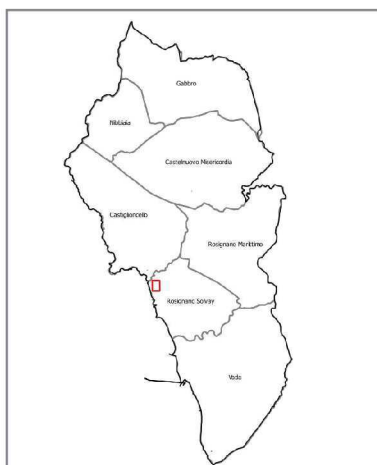 Gabbro
Nibbiaia
Castelnuovo Misericordia
Castiglioncello
Rosignano Marittimo
Rosignano Solvay
Vada